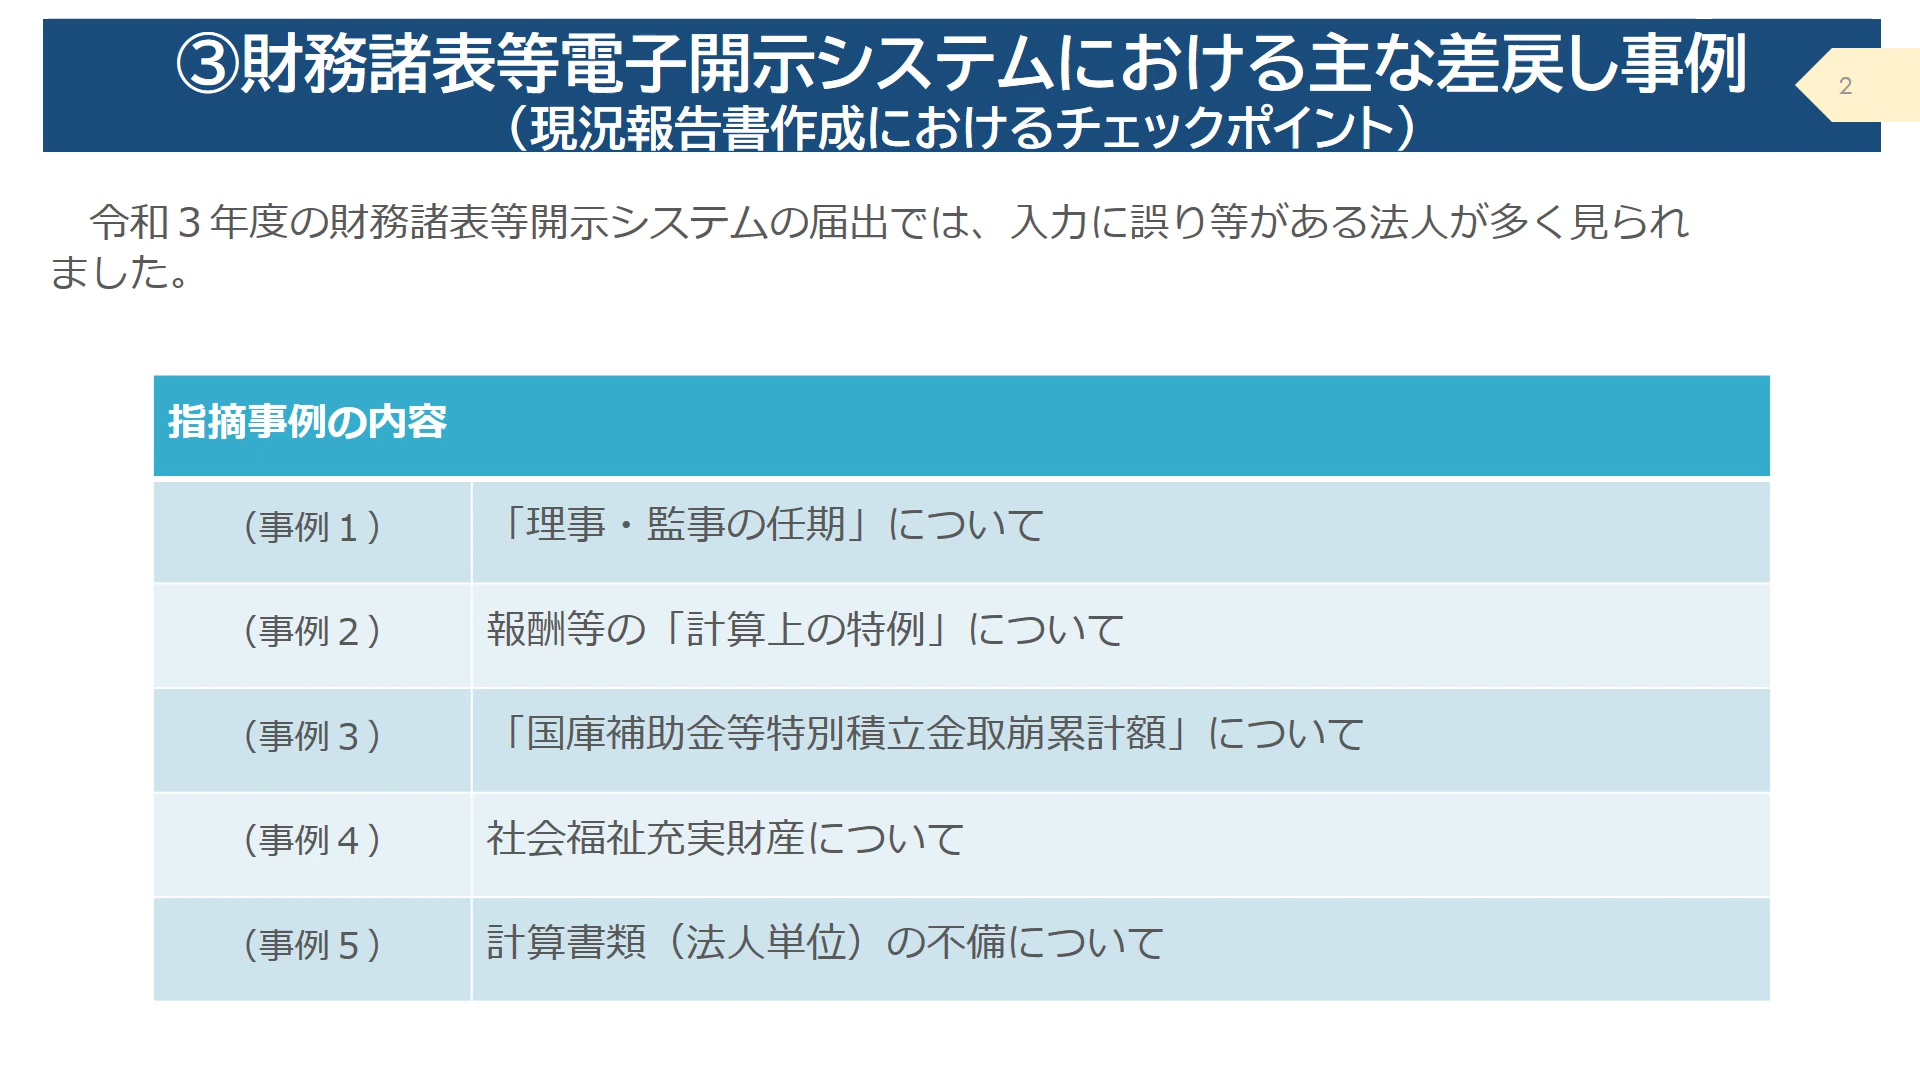 ③財務諸表等電子開示システムにおける主な差戻し事例
（現況報告書作成におけるチェックポイント）
2
令和３年度の財務諸表等開示システムの届出では、入力に誤り等がある法人が多く見られ
ました。
指摘事例の内容
（事例１） 「理事・監事の任期」について
（事例２） 報酬等の「計算上の特例」について
（事例３） 「国庫補助金等特別積立金取崩累計額」について
（事例４） 社会福祉充実財産について
（事例５） 計算書類（法人単位）の不備について